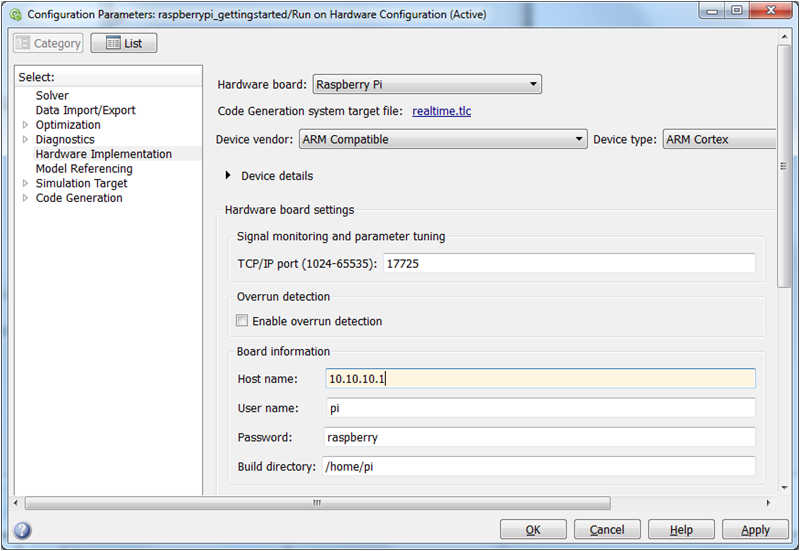 Configuration Parameters: raspberrypi_gettingstarted/Run on Hardware Configuration (Active)
Category
List
Select:
Solver
Data Import/Export
Optimization
Diagnostics
Hardware Implementation
Model Referencing
Simulation Target
Code Generation
Hardware board: Raspberry Pi
Code Generation system target file: realtime.tlc
Device vendor: ARM Compatible Device type: ARM Cortex
Device details
Hardware board settings
Signal monitoring and parameter tuning
TCP/IP port (1024-65535): 17725
Overrun detection
Enable overrun detection
Board information
Host name: 10.10.10.1
User name: pi
Password: raspberry
Build directory: /home/pi
OK Cancel Help Apply